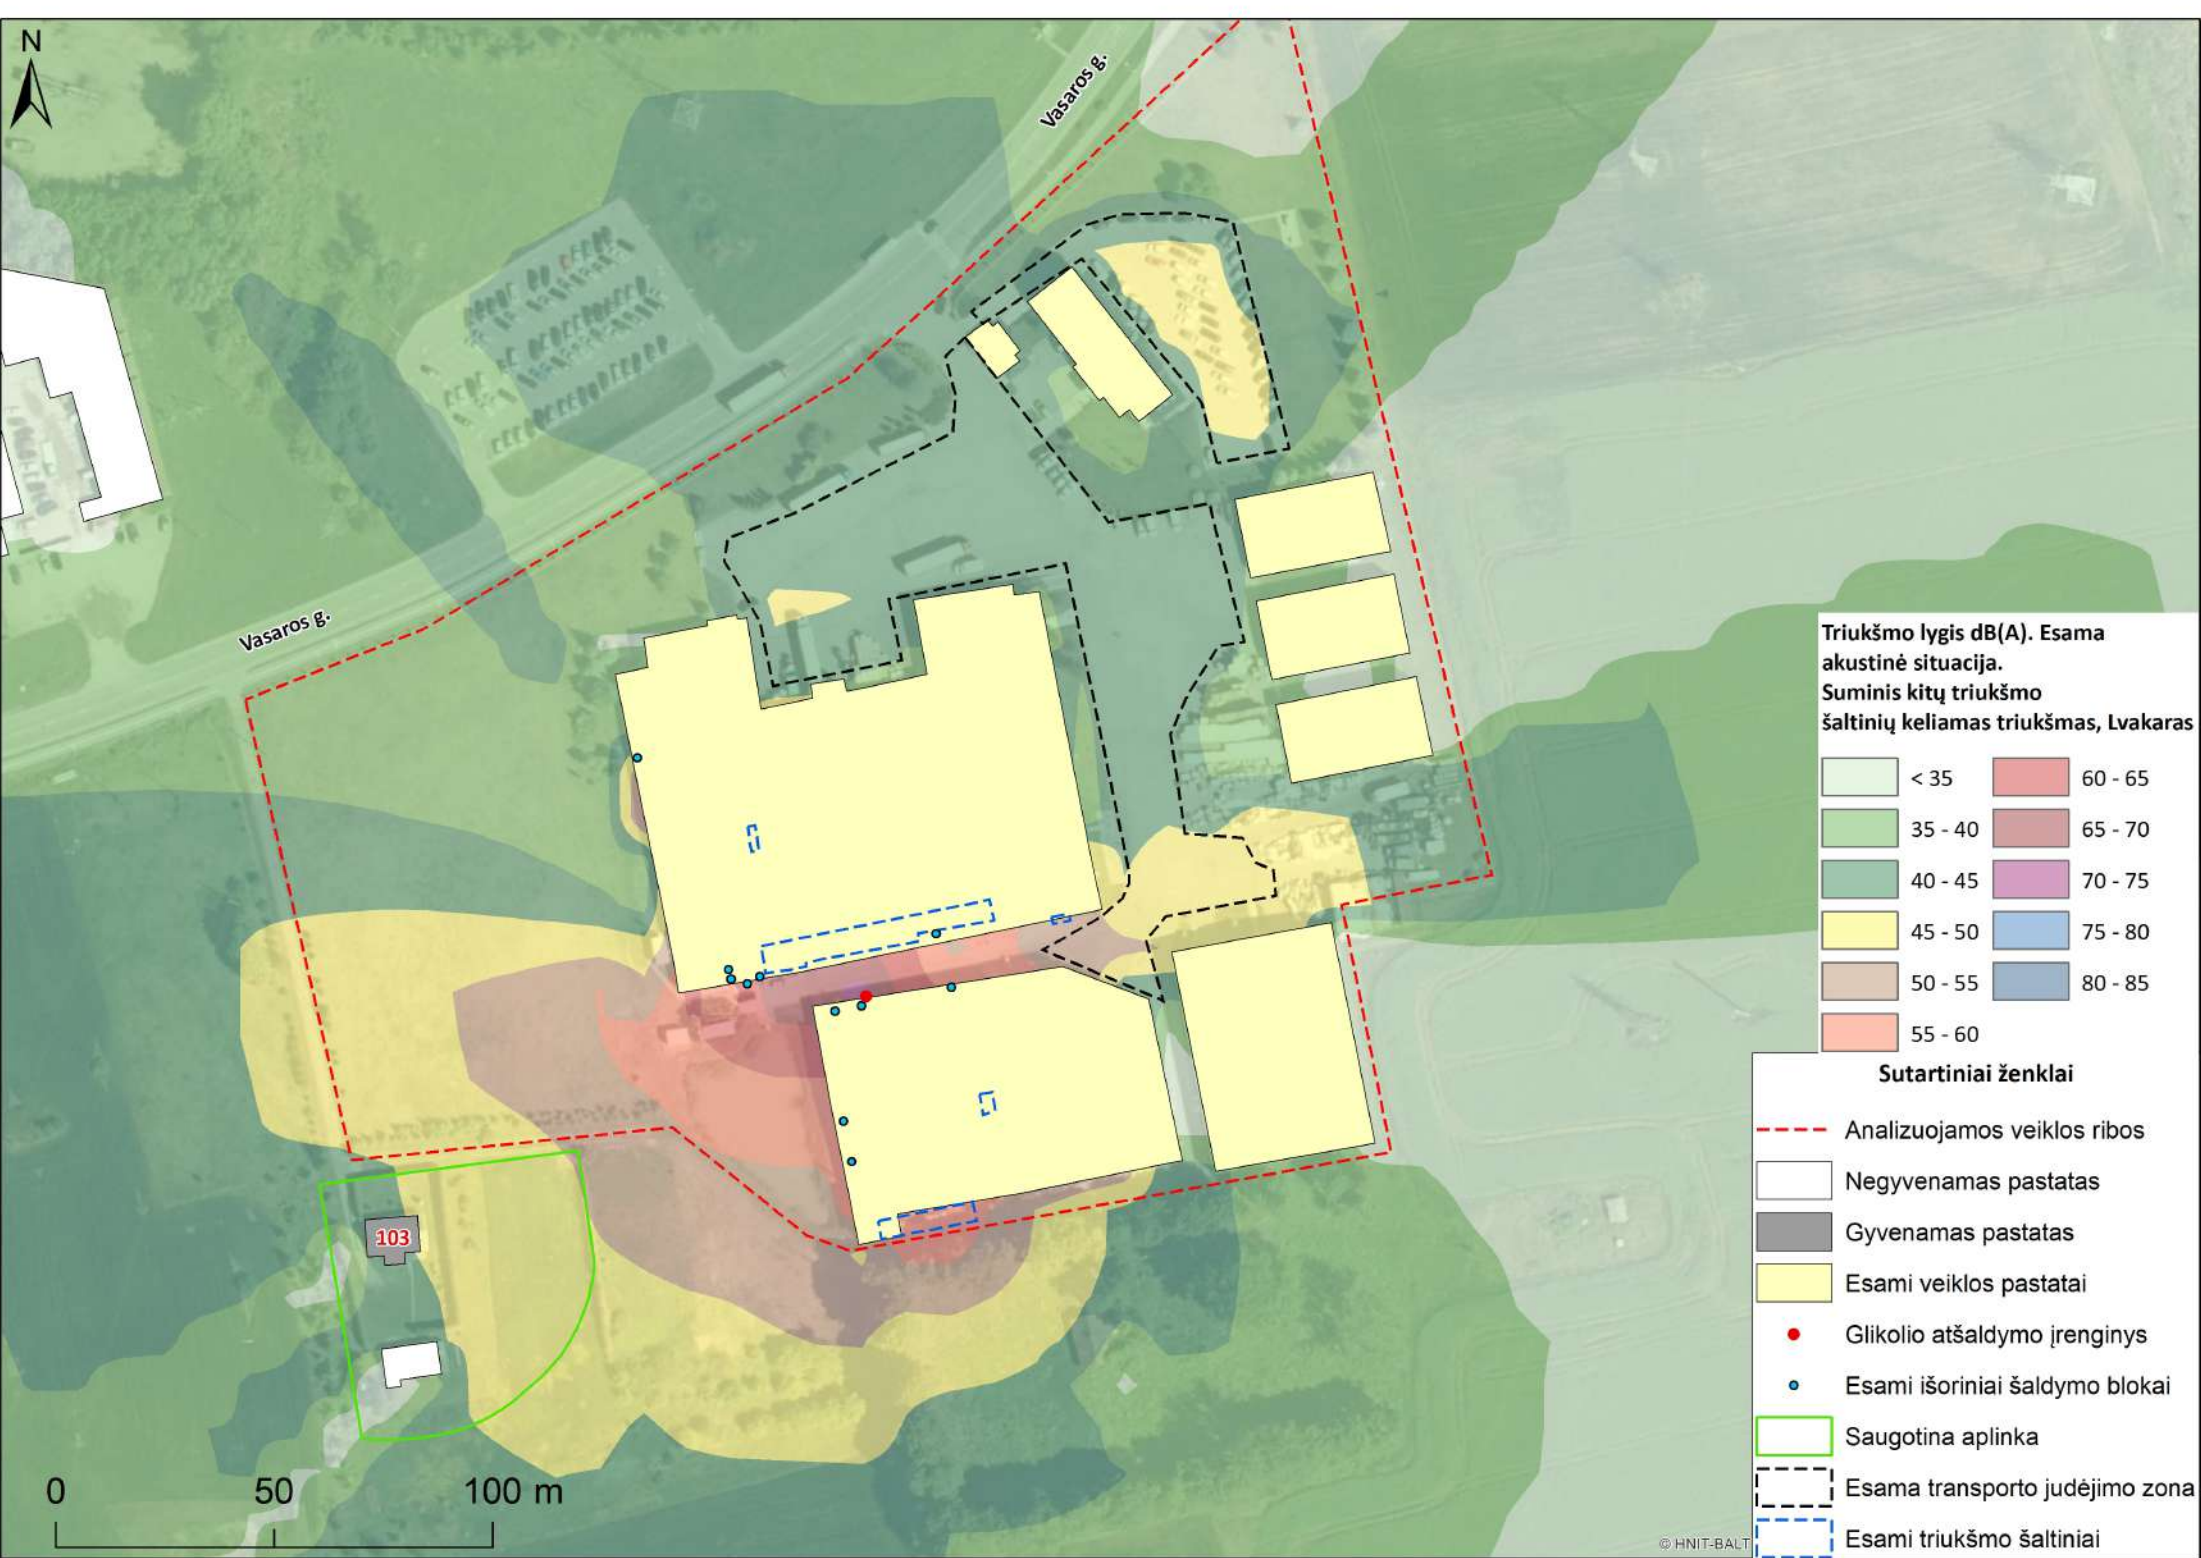 N
Vasaros g.
Vasaros g.
103
0 50 100 m
© HNIT-BALT
Triukšmo lygis dB(A). Esama
akustinė situacija.
Suminis kitų triukšmo
šaltinių keliamas triukšmas, Lvakaras
< 35 60 - 65
35 - 40 65 - 70
40 - 45 70 - 75
45 - 50 75 - 80
50 - 55 80 - 85
55 - 60
Sutartiniai ženklai
Analizuojamos veiklos ribos
Negyvenamas pastatas
Gyvenamas pastatas
Esami veiklos pastatai
Glikolio atšaldymo įrenginys
Esami išoriniai šaldymo blokai
Saugotina aplinka
Esama transporto judėjimo zona
Esami triukšmo šaltiniai